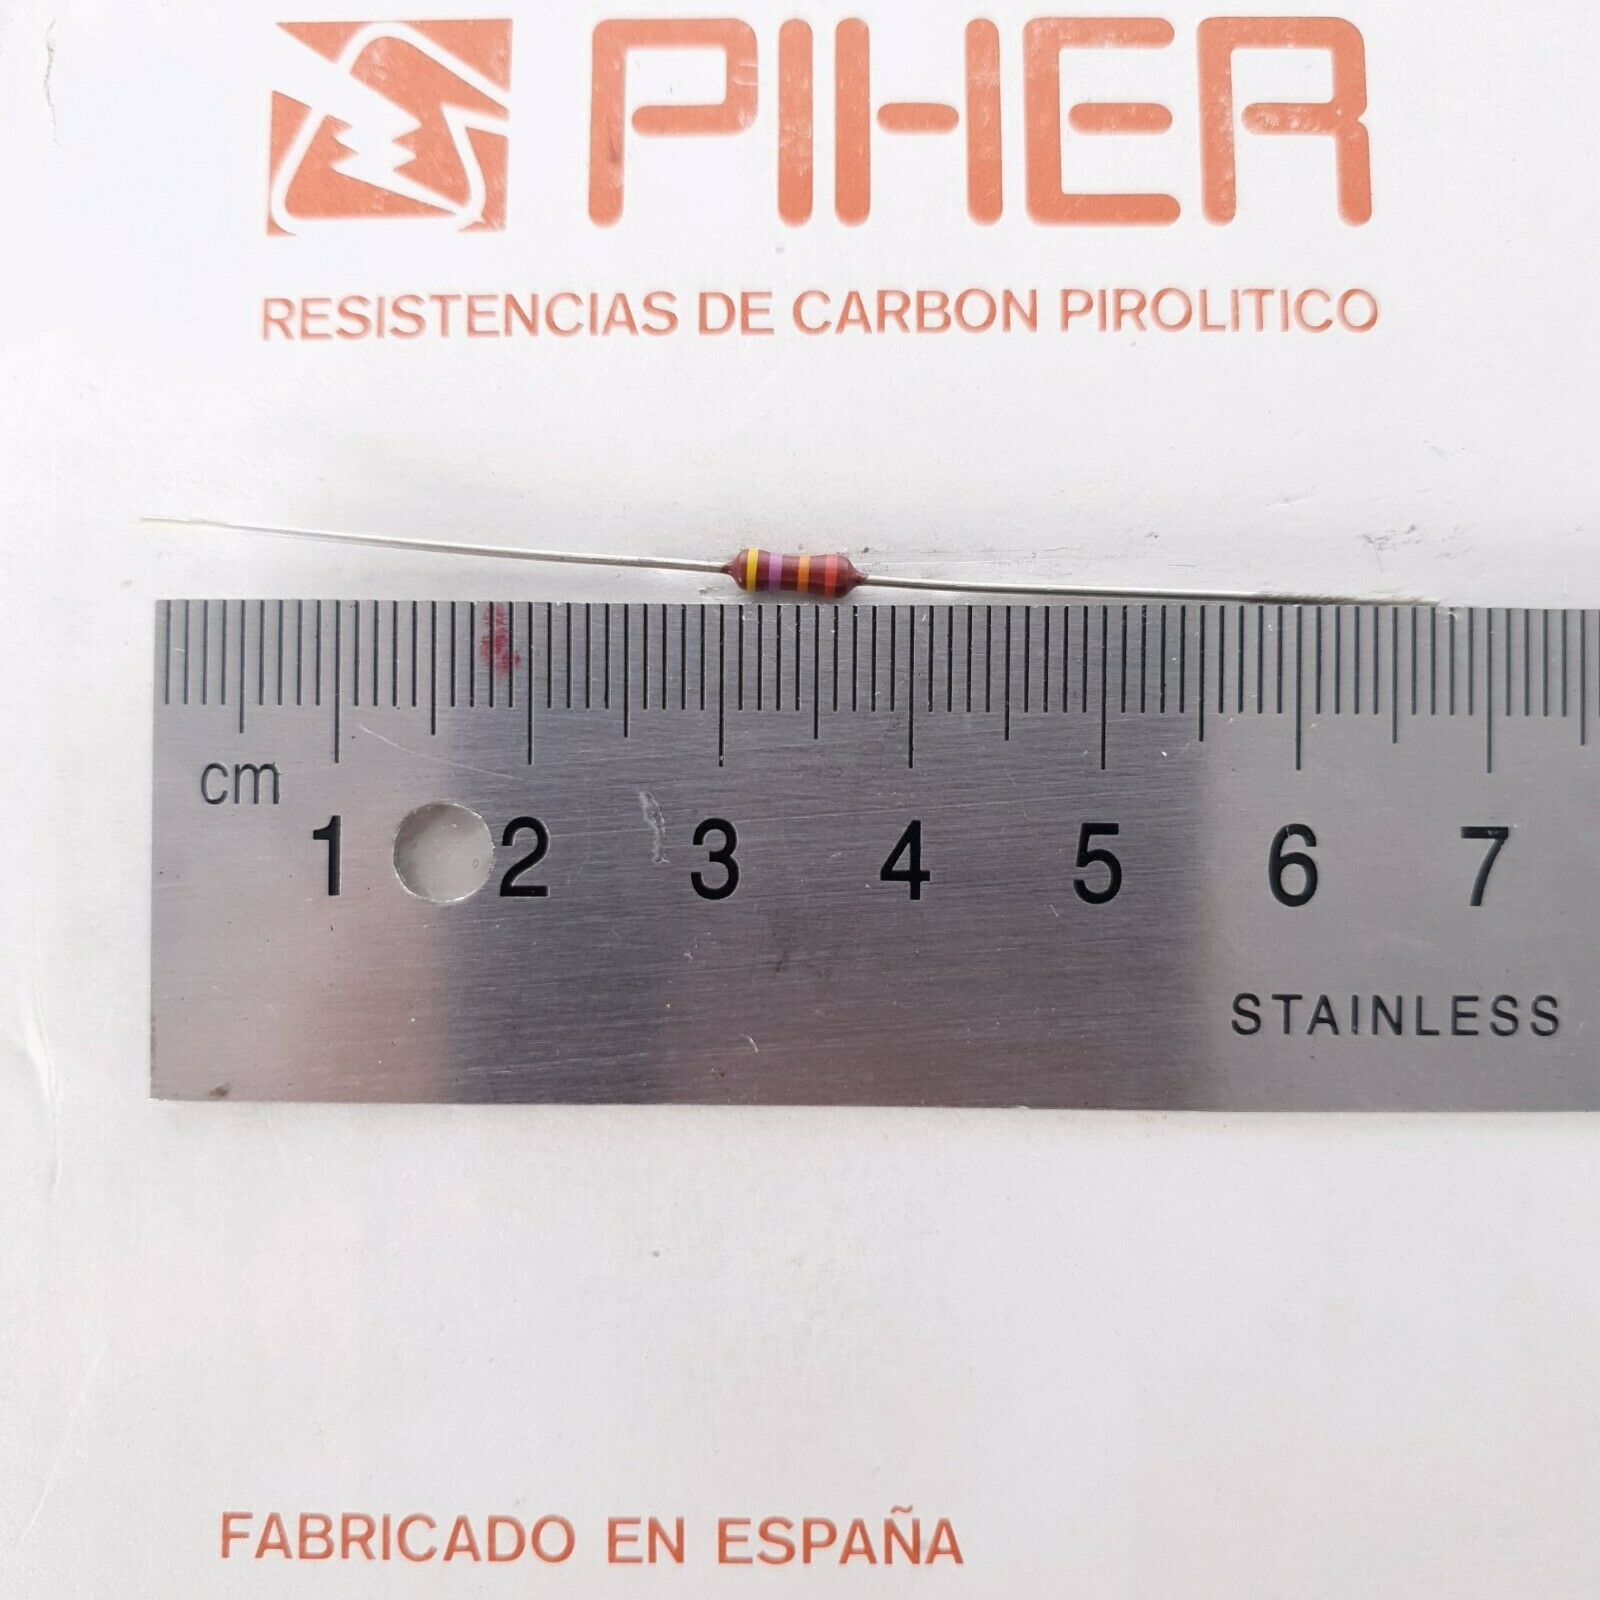 PIHER
RESISTENCIAS DE CARBON PIROLITICO
cm
1 2 3 4 5 6 7
STAINLESS
FABRICADO EN ESPAÑA